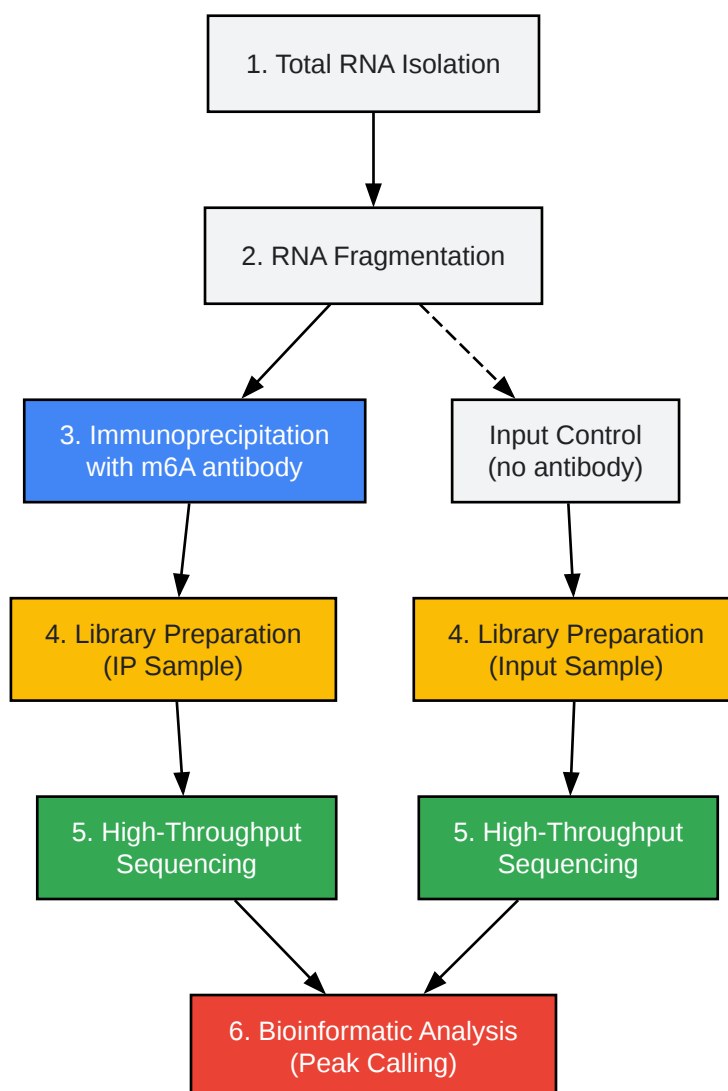 1. Total RNA Isolation
2. RNA Fragmentation
3. Immunoprecipitation
with m6A antibody
Input Control
(no antibody)
4. Library Preparation
(IP Sample)
4. Library Preparation
(Input Sample)
5. High-Throughput
Sequencing
5. High-Throughput
Sequencing
6. Bioinformatic Analysis
(Peak Calling)